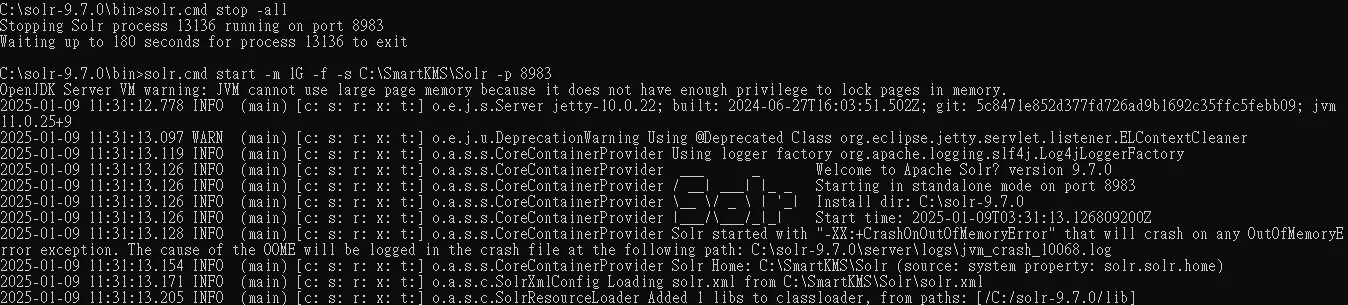 C:\solr-9.7.0\bin>solr.cmd stop -all
Stopping Solr process 13136 running on port 8983
Waiting up to 180 seconds for process 13136 to exit
C:\solr-9.7.0\bin>solr.cmd start -m 1G -f -s C:\SmartKMS\Solr -p 8983
OpenJDK Server VM warning: JVM cannot use large page memory because it does not have enough privilege to lock pages in memory.
2025-01-09 11:31:12.778 INFO  (main) [c: s: r: x: t:] o.e.j.s.Server jetty-10.0.22; built: 2024-06-27T16:03:51.502Z; git: 5c8471e852d377fd726ad9b1692c35ffc5febb09; jvm
11.0.25+9
2025-01-09 11:31:13.097 WARN  (main) [c: s: r: x: t:] o.e.j.u.DeprecationWarning Using @Deprecated Class org.eclipse.jetty.servlet.listener.ELContextCleaner
2025-01-09 11:31:13.119 INFO  (main) [c: s: r: x: t:] o.a.s.s.CoreContainerProvider Using logger factory org.apache.logging.slf4j.Log4jLoggerFactory
2025-01-09 11:31:13.126 INFO  (main) [c: s: r: x: t:] o.a.s.s.CoreContainerProvider  ___      _       Welcome to Apache Solr? version 9.7.0
2025-01-09 11:31:13.126 INFO  (main) [c: s: r: x: t:] o.a.s.s.CoreContainerProvider / __| ___| |_ _   Starting in standalone mode on port 8983
2025-01-09 11:31:13.126 INFO  (main) [c: s: r: x: t:] o.a.s.s.CoreContainerProvider \__ \/ _ \ | '_|  Install dir: C:\solr-9.7.0
2025-01-09 11:31:13.126 INFO  (main) [c: s: r: x: t:] o.a.s.s.CoreContainerProvider |___/\___/_|_|    Start time: 2025-01-09T03:31:13.126809200Z
2025-01-09 11:31:13.128 INFO  (main) [c: s: r: x: t:] o.a.s.s.CoreContainerProvider Solr started with "-XX:+CrashOnOutOfMemoryError" that will crash on any OutOfMemoryE
rror exception. The cause of the OOME will be logged in the crash file at the following path: C:\solr-9.7.0\server\logs\jvm_crash_10068.log
2025-01-09 11:31:13.154 INFO  (main) [c: s: r: x: t:] o.a.s.s.CoreContainerProvider Solr Home: C:\SmartKMS\Solr (source: system property: solr.solr.home)
2025-01-09 11:31:13.171 INFO  (main) [c: s: r: x: t:] o.a.s.c.SolrXmlConfig Loading solr.xml from C:\SmartKMS\Solr\solr.xml
2025-01-09 11:31:13.205 INFO  (main) [c: s: r: x: t:] o.a.s.c.SolrResourceLoader Added 1 libs to classloader, from paths: [/C:/solr-9.7.0/lib]